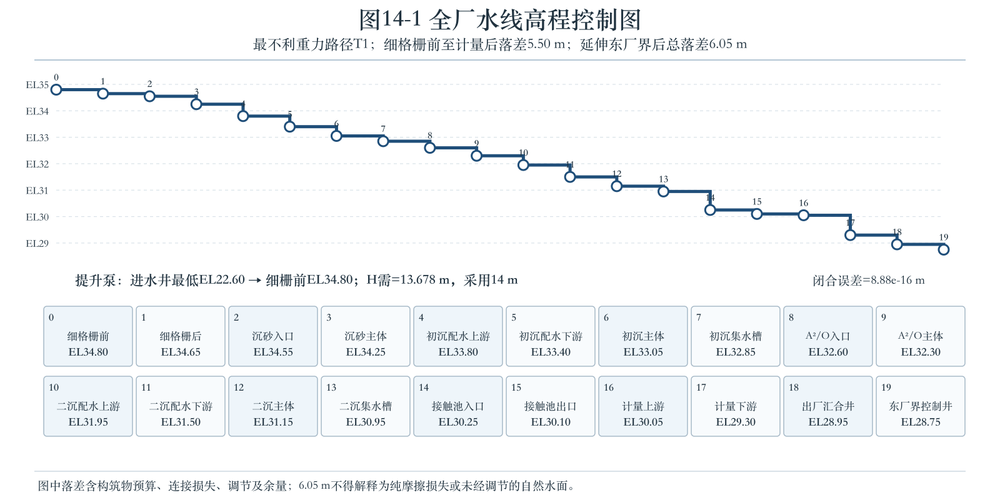 图14-1 全厂水线高程控制图
最不利重力路径T1；细格栅前至计量后落差5.50 m；延伸东厂界后总落差6.05 m
EL35
EL34
EL33
EL32
EL31
EL30
EL29
0
1
2
3
4
5
6
7
8
9
10
11
12
13
14
15
16
17
18
19
提升泵：进水井最低EL22.60 → 细栅前EL34.80；H需=13.678 m，采用14 m
闭合误差=8.88e-16 m
0
细格栅前
EL34.80
1
细格栅后
EL34.65
2
沉砂入口
EL34.55
3
沉砂主体
EL34.25
4
初沉配水上游
EL33.80
5
初沉配水下游
EL33.40
6
初沉主体
EL33.05
7
初沉集水槽
EL32.85
8
A²/O入口
EL32.60
9
A²/O主体
EL32.30
10
二沉配水上游
EL31.95
11
二沉配水下游
EL31.50
12
二沉主体
EL31.15
13
二沉集水槽
EL30.95
14
接触池入口
EL30.25
15
接触池出口
EL30.10
16
计量上游
EL30.05
17
计量下游
EL29.30
18
出厂汇合井
EL28.95
19
东厂界控制井
EL28.75
图中落差含构筑物预算、连接损失、调节及余量；6.05 m不得解释为纯摩擦损失或未经调节的自然水面。